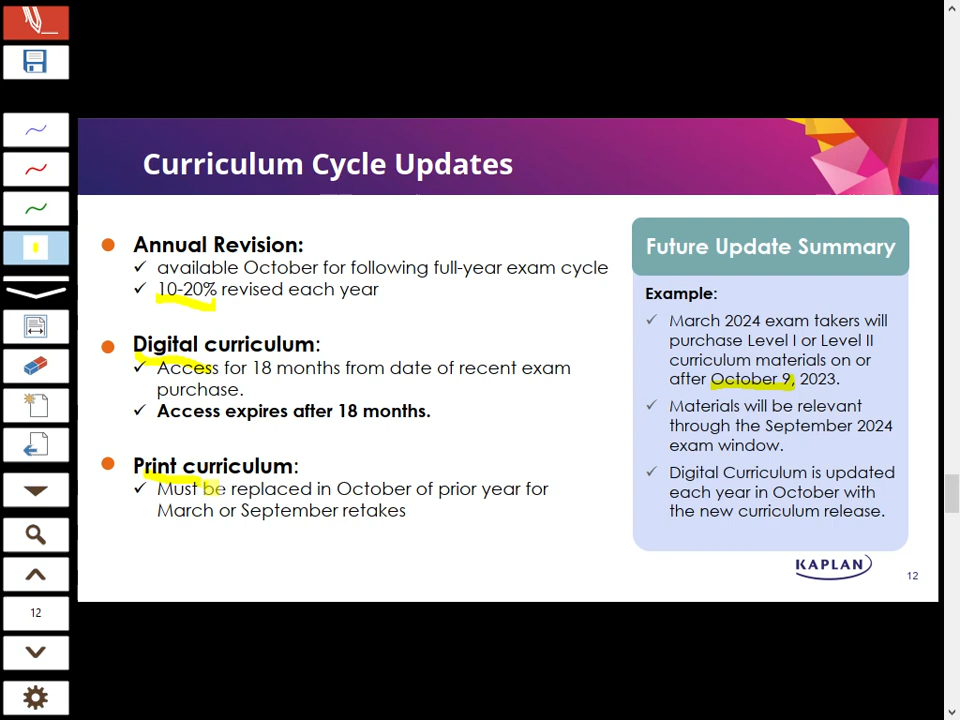 Curriculum Cycle Updates
Annual Revision:
✓ available October for following full-year exam cycle
✓ 10-20% revised each year
Digital curriculum:
✓ Access for 18 months from date of recent exam
purchase.
✓ Access expires after 18 months.
Print curriculum:
✓ Must be replaced in October of prior year for
March or September retakes
Future Update Summary
Example:
✓ March 2024 exam takers will
purchase Level I or Level II
curriculum materials on or
after October 9, 2023.
✓ Materials will be relevant
through the September 2024
exam window.
✓ Digital Curriculum is updated
each year in October with
the new curriculum release.
KAPLAN
12
12